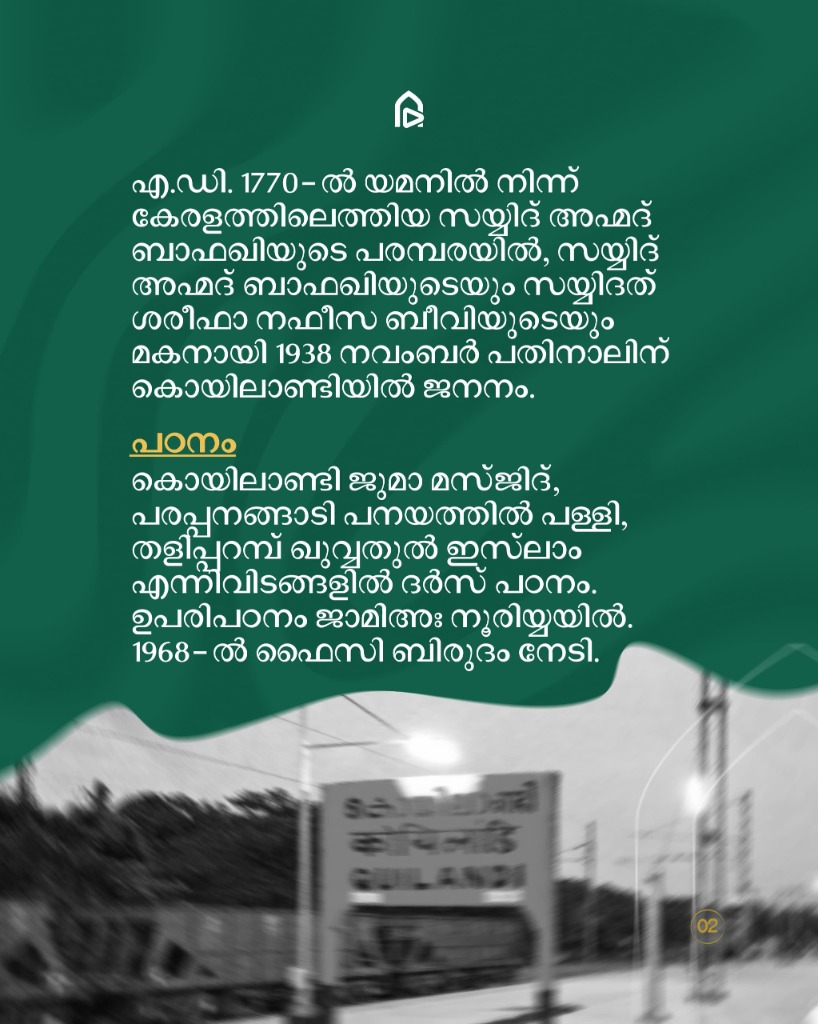 എ.ഡി. 1770-ൽ യമനിൽ നിന്ന്
കേരളത്തിലെത്തിയ സയ്യിദ് അഹ്മദ്
ബാഫഖിയുടെ പരമ്പരയിൽ, സയ്യിദ്
അഹ്മദ് ബാഫഖിയുടെയും സയ്യിദത്
ശരീഫാ നഫീസ ബീവിയുടെയും
മകനായി 1938 നവംബർ പതിനാലിന്
കൊയിലാണ്ടിയിൽ ജനനം.
പഠനം
കൊയിലാണ്ടി ജുമാ മസ്ജിദ്,
പരപ്പനങ്ങാടി പനയത്തിൽ പള്ളി,
തളിപ്പറമ്പ് ഖുവ്വതുൽ ഇസ്‌ലാം
എന്നിവിടങ്ങളിൽ ദർസ് പഠനം.
ഉപരിപഠനം ജാമിഅഃ നൂരിയ്യയിൽ.
1968-ൽ ഫൈസി ബിരുദം നേടി.
കൊയിലാണ്ടി
कोयिलांडि
QUILANDI
02